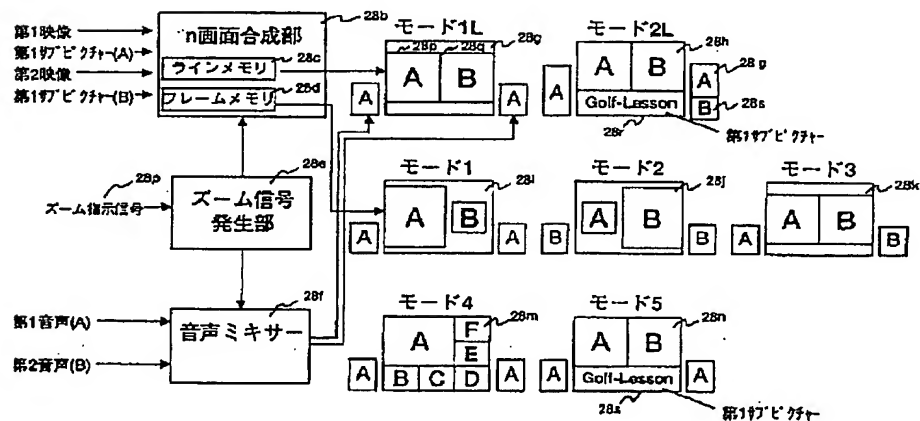 第1映像
第1サブピクチャー(A)
第2映像
第1サブピクチャー(B)
n画面合成部
28b
ラインメモリ
28c
フレームメモリ
28d
28p
ズーム指示信号
ズーム信号
発生部
28e
第1音声(A)
第2音声(B)
音声ミキサー
28f
モード1L
28p
28q
28g
A
B
A
A
モード2L
28h
A
B
A
Golf-Lesson
28r
A
28g
B
28s
第1サブピクチャー
モード1
28i
A
B
A
A
モード2
28j
A
B
B
B
モード3
28k
A
B
A
B
モード4
28m
A
F
E
B
C
D
A
A
モード5
28n
A
B
Golf-Lesson
A
A
28s
第1サブピクチャー